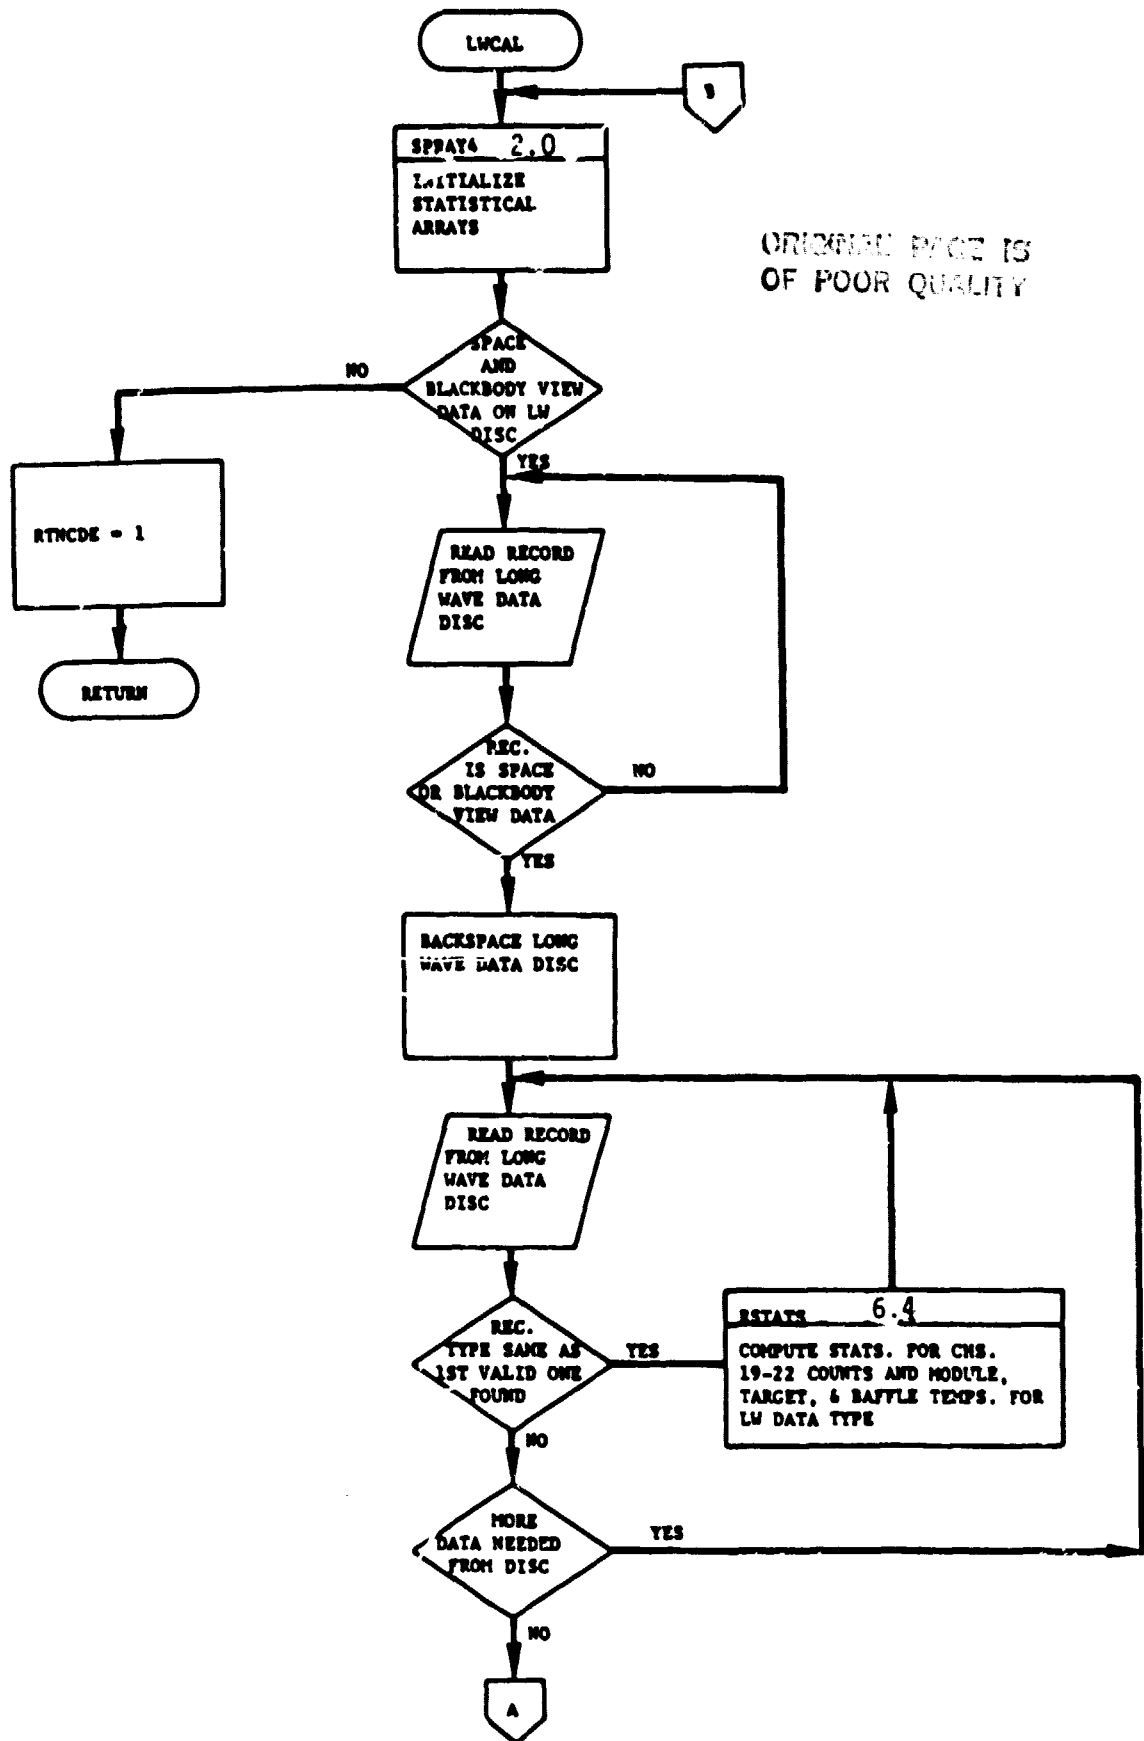 LWCAL
B
SPRAY4 2.0
INITIALIZE
STATISTICAL
ARRAYS
ORIGINAL PAGE IS
OF POOR QUALITY
SPACE
AND
BLACKBODY VIEW
DATA ON LW
DISC
NO
YES
RTNCDE = 1
RETURN
READ RECORD
FROM LONG
WAVE DATA
DISC
REC.
IS SPACE
OR BLACKBODY
VIEW DATA
NO
YES
BACKSPACE LONG
WAVE DATA DISC
READ RECORD
FROM LONG
WAVE DATA
DISC
REC.
TYPE SAME AS
1ST VALID ONE
FOUND
YES
NO
RSTATS 6.4
COMPUTE STATS. FOR CHS.
19-22 COUNTS AND MODULE,
TARGET, & BAFFLE TEMPS. FOR
LW DATA TYPE
MORE
DATA NEEDED
FROM DISC
YES
NO
A